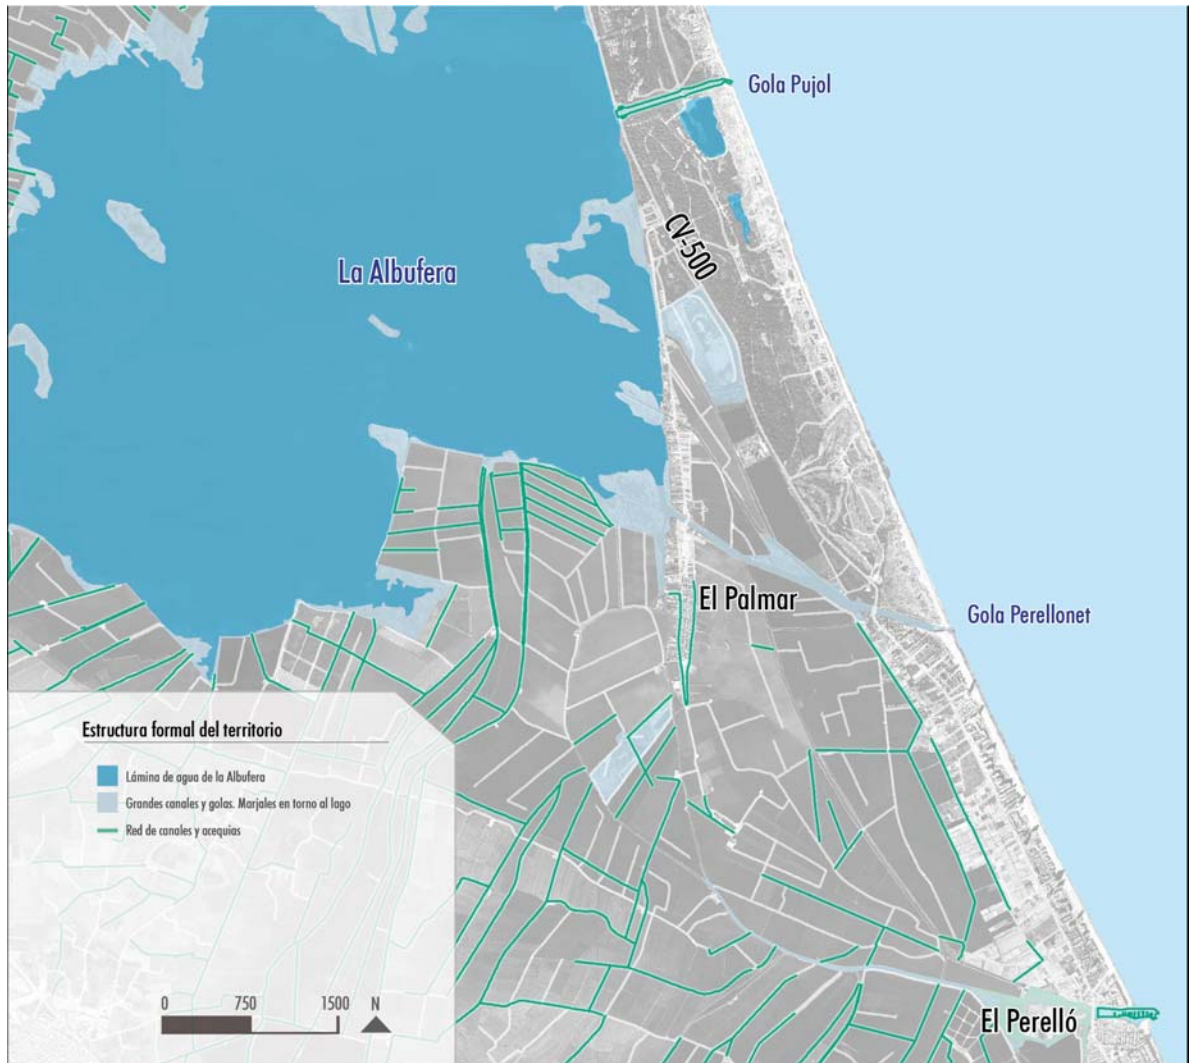 Gola Pujol
CV-500
La Albufera
El Palmar
Gola Perellonet
Estructura formal del territorio
Lámina de agua de la Albufera
Grandes canales y golas. Marjales en torno al lago
Red de canales y acequias
0 750 1500 N
El Perelló